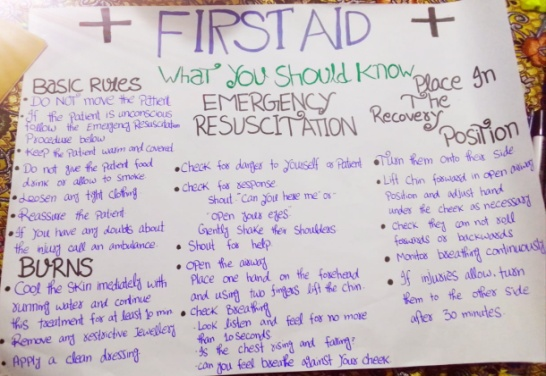 FIRST AID
What You Should Know
BASIC RULES
• DO NOT move the Patient
• If the Patient is unconscious
follow the Emergency Resuscitation
Procedure below
• Keep the Patient warm and covered
• Do not give the Patient food
drink or allow to smoke
• Loosen any tight Clothing
• Reassure the Patient
• If You have any doubts about
the injury call an ambulance.
BURNS
• Cool the Skin imediately with
running water and continue
this treatment for at least 10 min
• Remove any restrictive Jewellery
• Apply a clean dressing.
EMERGENCY
RESUSCITATION
• Check for danger to Yourself or Patient
• Check for response
Shout "Can You here me" or
"Open Your eyes"
Gently Shake their Shoulders
• Shout for help
• Open the airway
Place one hand on the forehead
and using two fingers lift the Chin.
• Check Breathing
- Look listen and feel for no more
than 10 seconds
- Is the chest rising and falling?
- Can you feel breathe against Your cheek
Place In
The
Recovery
Position
• Turn them onto their Side
• Lift Chin forward in open airway
Position and adjust hand
under the cheek as necessary
• Check they can not roll
forwards or backwards
• Monitor breathing continuously
• If injuries allow, turn
them to the other side
after 30 minutes.